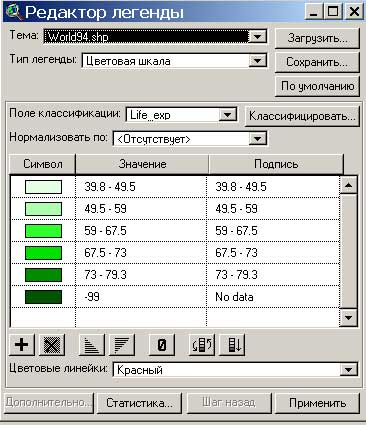 Редактор легенды
Тема: World94.shp Загрузить...
Тип легенды: Цветовая шкала Сохранить...
По умолчанию
Поле классификации: Life_exp Классифицировать...
Нормализовать по: <Отсутствует>
Символ Значение Подпись
39.8 - 49.5 39.8 - 49.5
49.5 - 59 49.5 - 59
59 - 67.5 59 - 67.5
67.5 - 73 67.5 - 73
73 - 79.3 73 - 79.3
-99 No data
0
Цветовые линейки: Красный
Дополнительно... Статистика... Шаг назад Применить